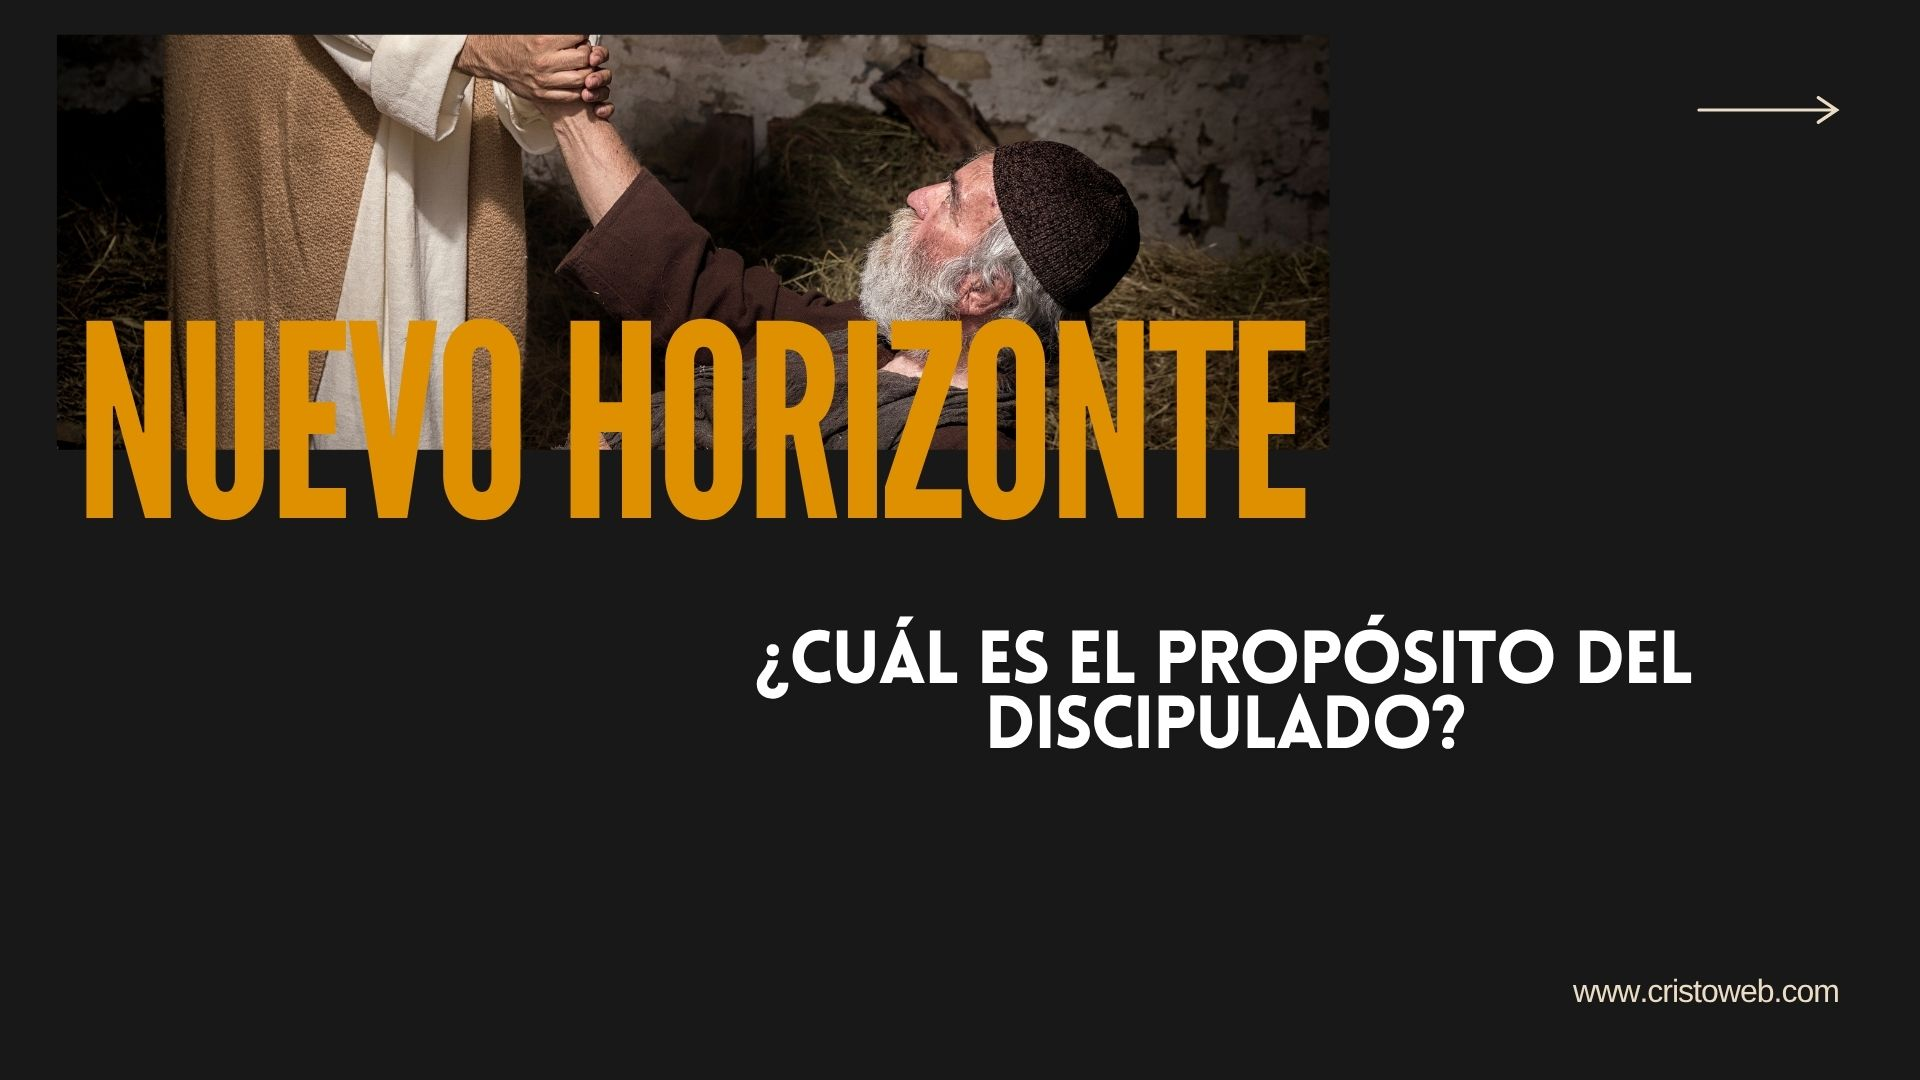 NUEVO HORIZONTE
¿CUÁL ES EL PROPÓSITO DEL
DISCIPULADO?
www.cristoweb.com